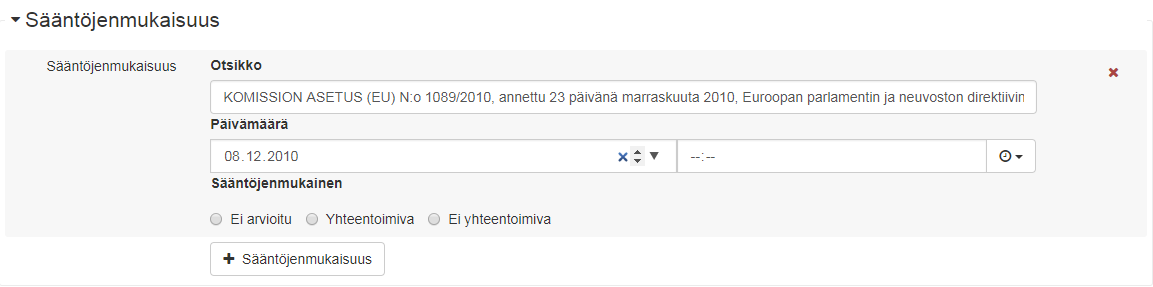 Sääntöjenmukaisuus
Sääntöjenmukaisuus
Otsikko
KOMISSION ASETUS (EU) N:o 1089/2010, annettu 23 päivänä marraskuuta 2010, Euroopan parlamentin ja neuvoston direktiivin
Päivämäärä
08.12.2010 --:--
Sääntöjenmukainen
Ei arvioitu Yhteentoimiva Ei yhteentoimiva
+ Sääntöjenmukaisuus